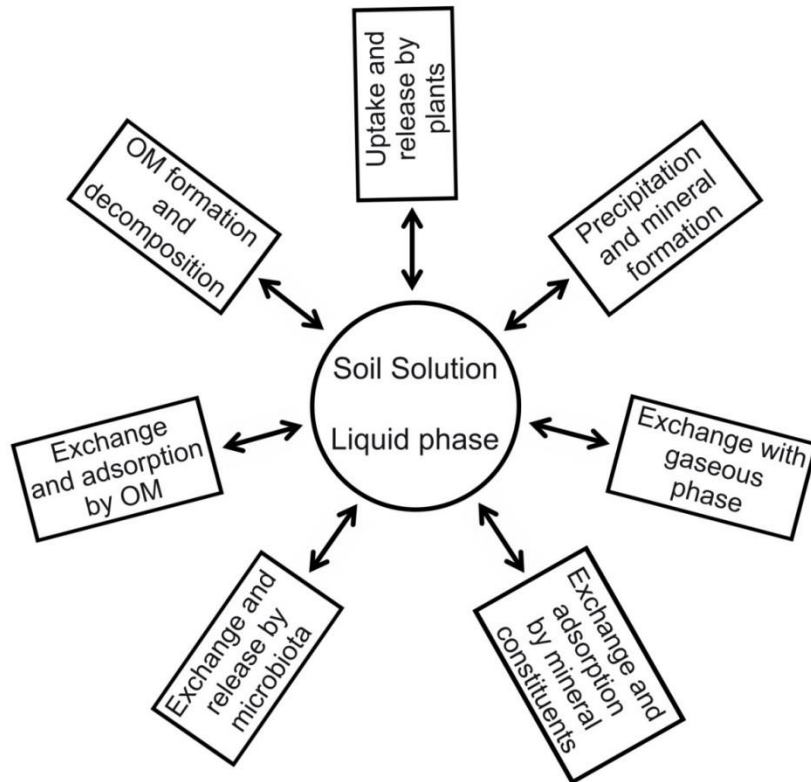 Uptake and
release by
plants
Precipitation
and mineral
formation
Exchange with
gaseous
phase
Exchange and
adsorption
by mineral
constituents
Exchange and
release by
microbiota
Exchange
and adsorption
by OM
OM formation
and
decomposition
Soil Solution
Liquid phase